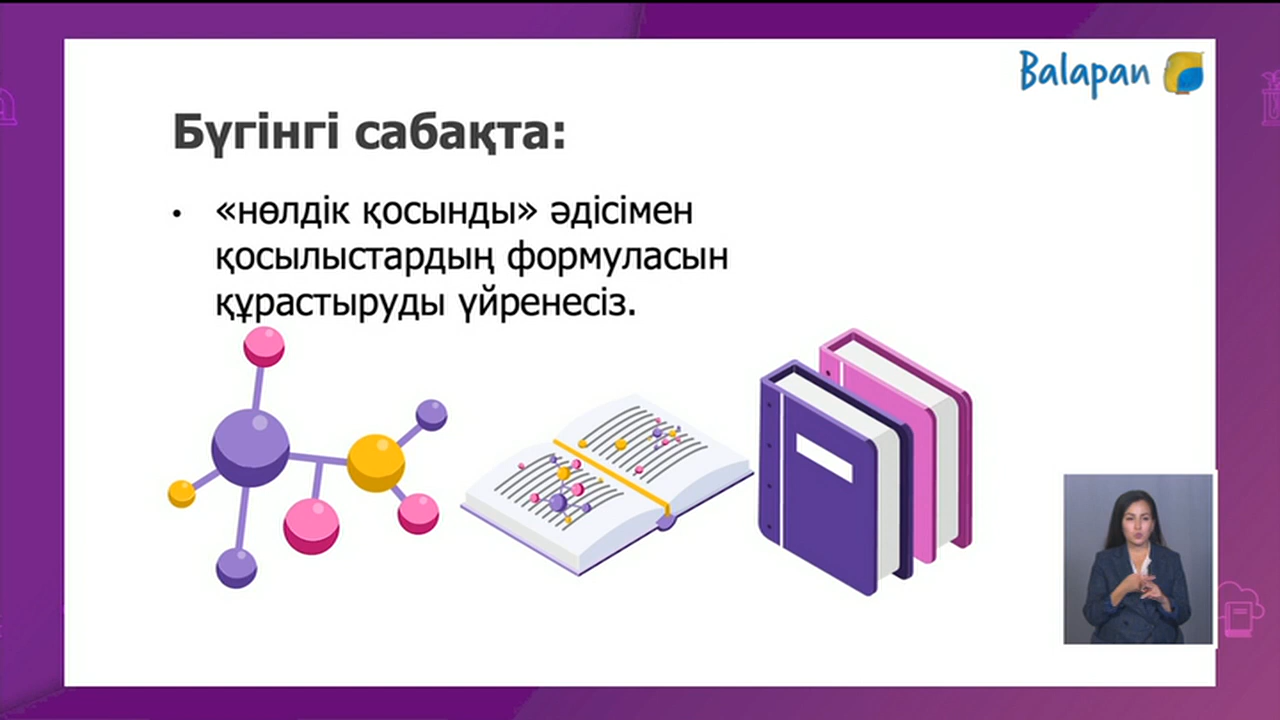 Balapan
Бүгінгі сабақта:
• «нөлдік қосынды» әдісімен
қосылыстардың формуласын
құрастыруды үйренесіз.